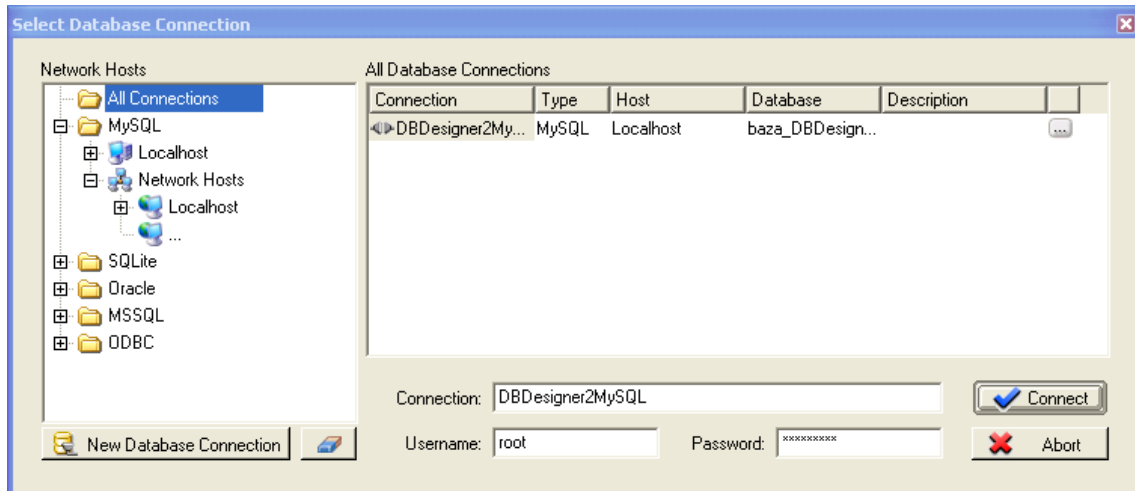 Select Database Connection
Network Hosts
All Connections
MySQL
Localhost
Network Hosts
Localhost
...
SQLite
Oracle
MSSQL
ODBC
New Database Connection
All Database Connections
Connection Type Host Database Description
DBDesigner2My... MySQL Localhost baza_DBDesign... ...
Connection: DBDesigner2MySQL
Connect
Username: root Password: *********
Abort